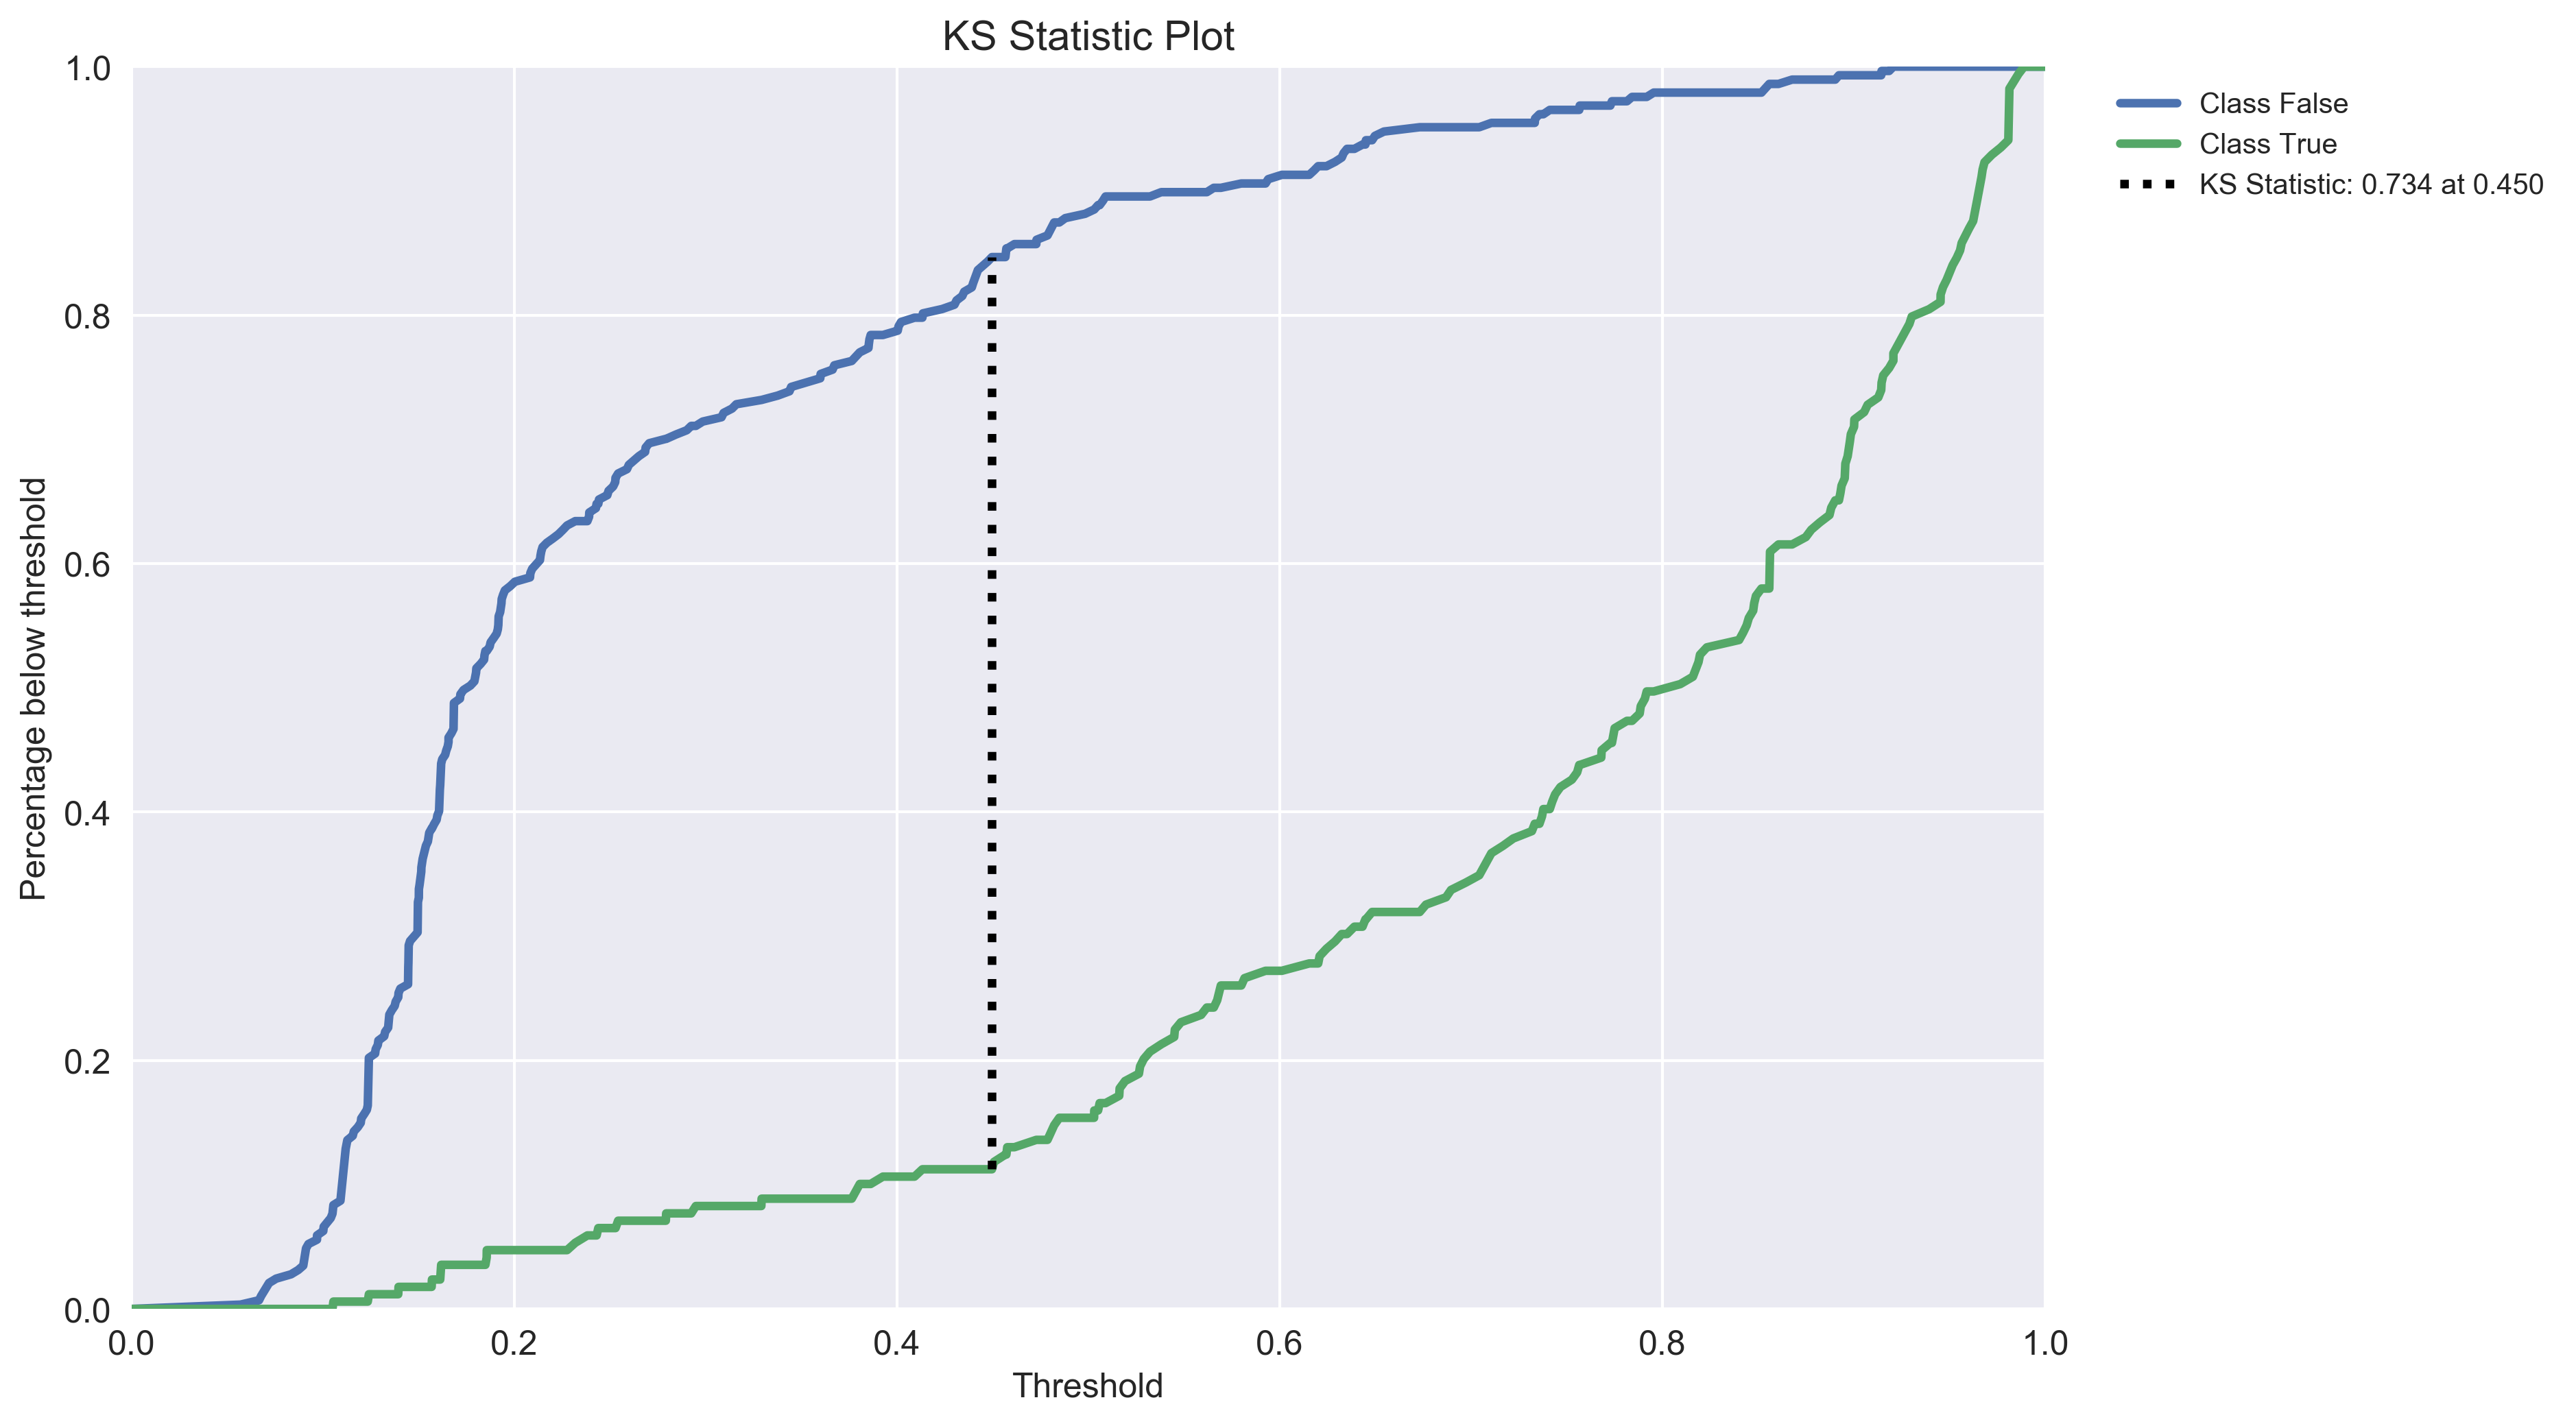 KS Statistic Plot
1.0
0.8
0.6
0.4
0.2
0.0
Percentage below threshold
0.0 0.2 0.4 0.6 0.8 1.0
Threshold
Class False
Class True
KS Statistic: 0.734 at 0.450